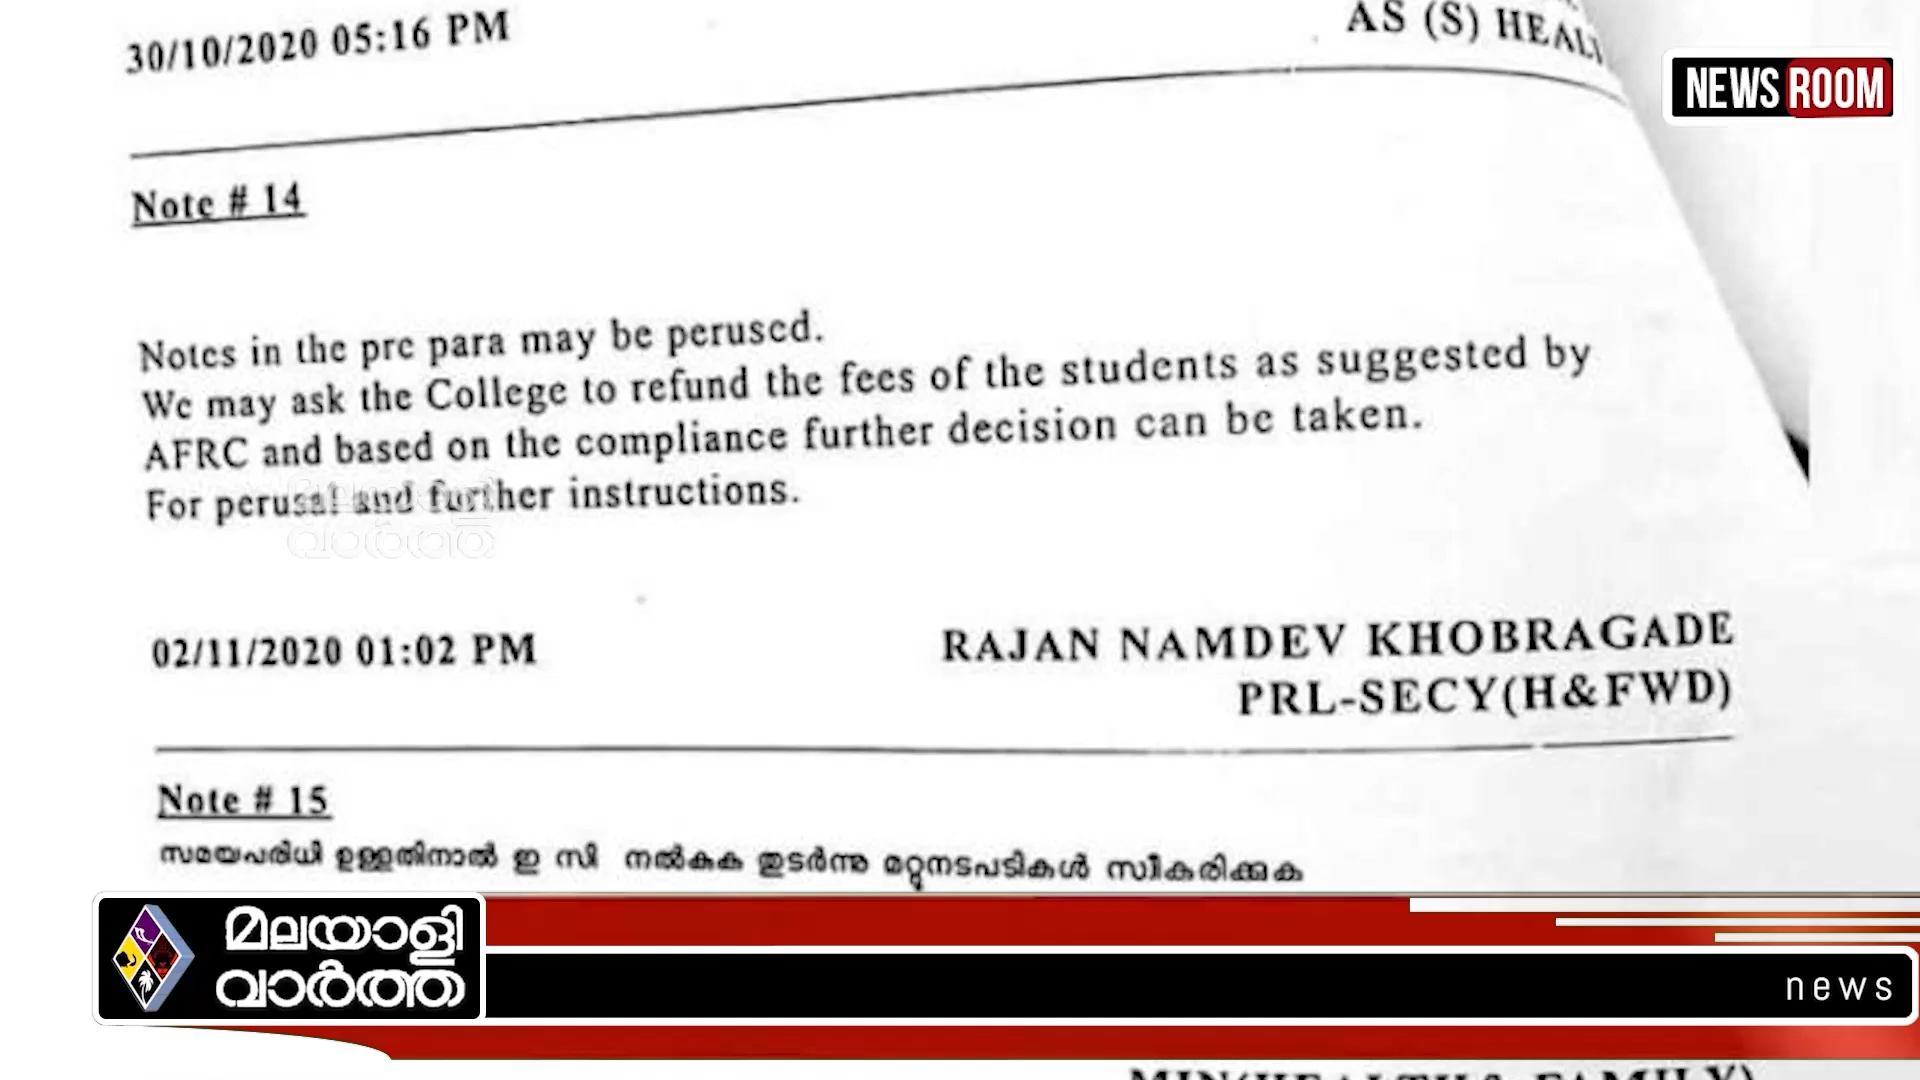 30/10/2020 05:16 PM
AS (S) HEAL
NEWS ROOM
Note # 14
Notes in the pre para may be perused.
We may ask the College to refund the fees of the students as suggested by
AFRC and based on the compliance further decision can be taken.
For perusal and further instructions.
വാർത്ത
02/11/2020 01:02 PM
RAJAN NAMDEV KHOBRAGADE
PRL-SECY(H&FWD)
Note # 15
സമയപരിധി ഉള്ളതിനാൽ ഇ സി നൽകുക തുടർന്നു മറ്റുനടപടികൾ സ്വീകരിക്കുക
മലയാളി
വാർത്ത
news
MIN(HEALTH & FAMILY)